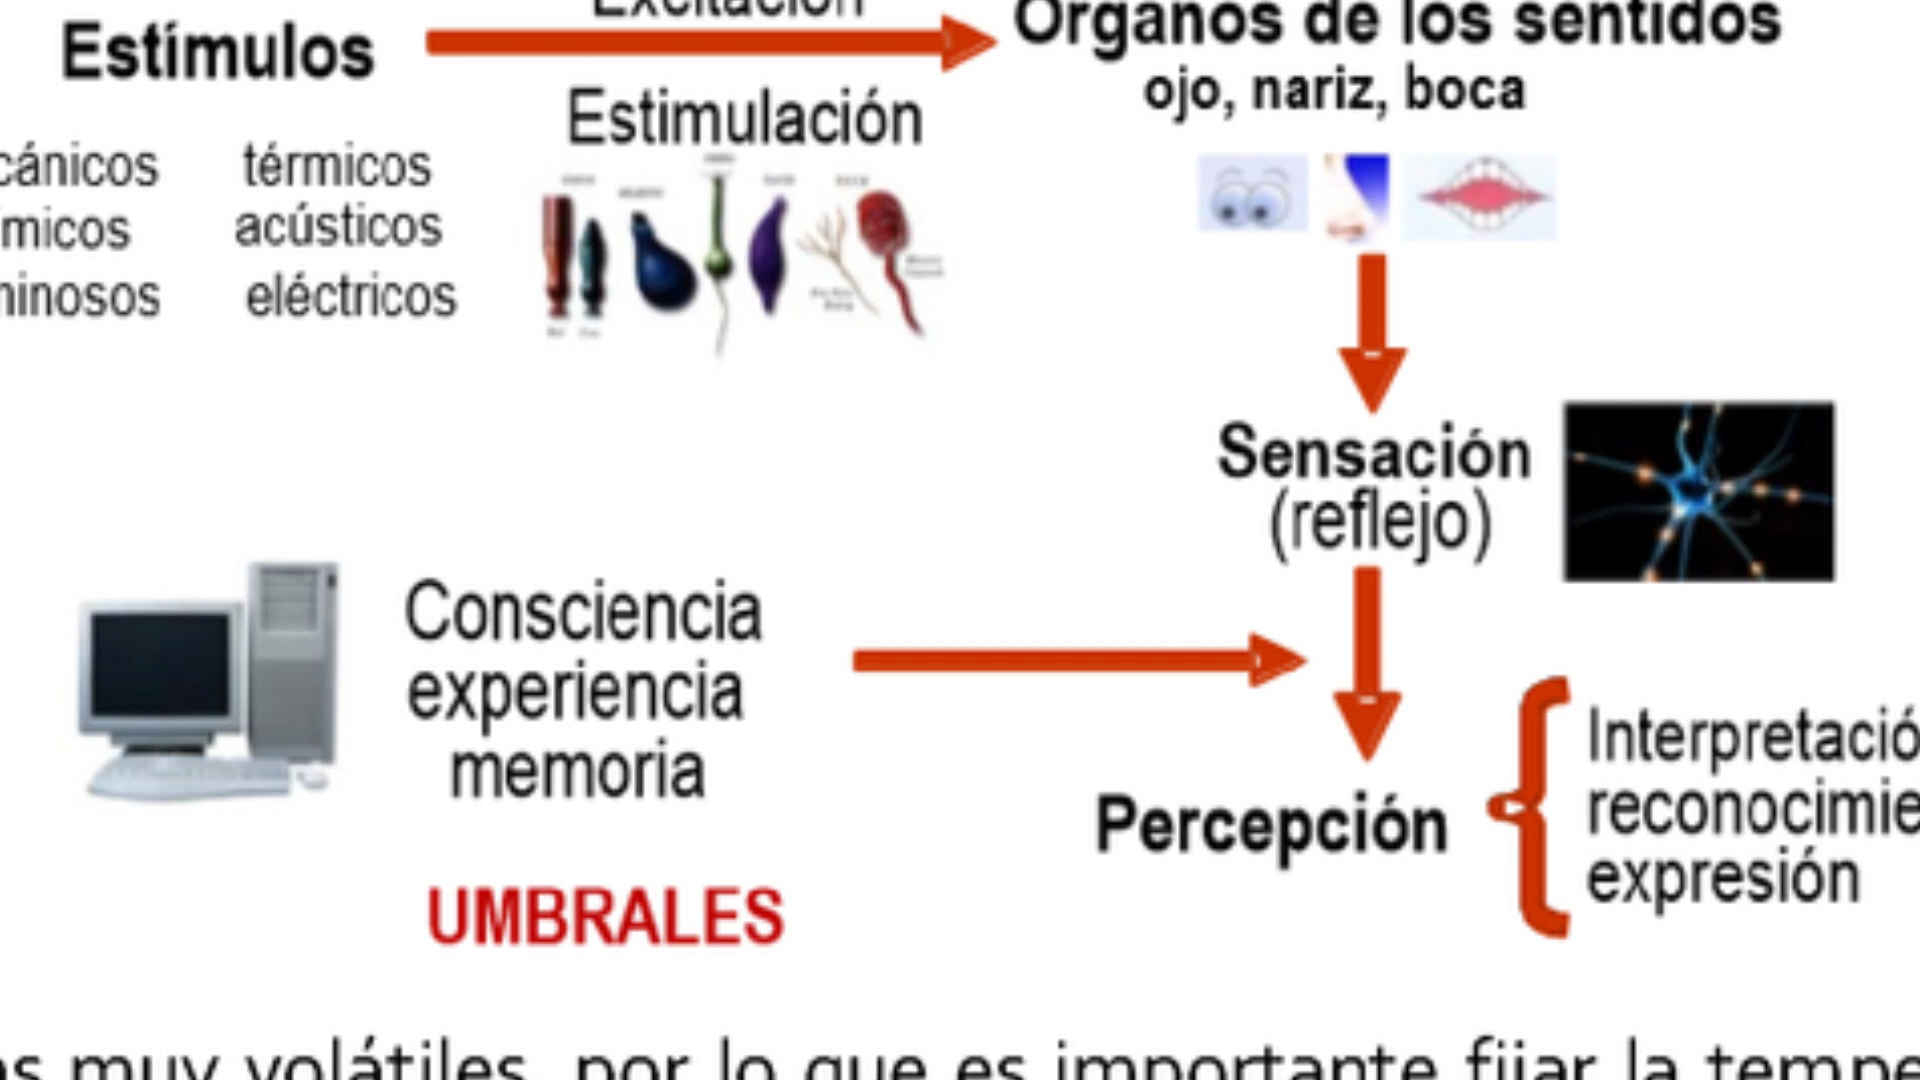 Excitación
Estímulos
Órganos de los sentidos
ojo, nariz, boca
Estimulación
cánicos térmicos
micos acústicos
ninosos eléctricos
Sensación
(reflejo)
Consciencia
experiencia
memoria
Interpretació
reconocimie
expresión
Percepción
UMBRALES
as muy volátiles, por lo que es importante fijar la tempe